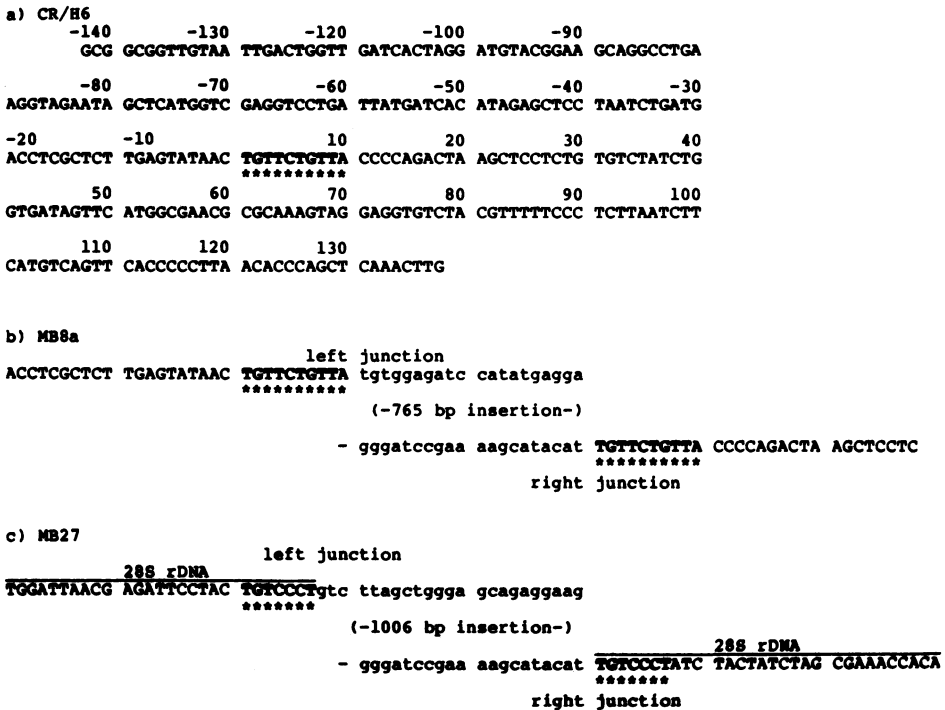 a) CR/H6
-140 -130 -120 -100 -90
GCG GCGGTTGTAA TTGACTGGTT GATCACTAGG ATGTACGGAA GCAGGCCTGA
-80 -70 -60 -50 -40 -30
AGGTAGAATA GCTCATGGTC GAGGTCCTGA TTATGATCAC ATAGAGCTCC TAATCTGATG
-20 -10 10 20 30 40
ACCTCGCTCT TGAGTATAAC TGTTCTGTTA CCCCAGACTA AGCTCCTCTG TGTCTATCTG
**********
50 60 70 80 90 100
GTGATAGTTC ATGGCGAACG CGCAAAGTAG GAGGTGTCTA CGTTTTTCCC TCTTAATCTT
110 120 130
CATGTCAGTT CACCCCCTTA ACACCCAGCT CAAACTTG
b) MB8a
left junction
ACCTCGCTCT TGAGTATAAC TGTTCTGTTA tgtggagatc catatgagga
**********
(-765 bp insertion-)
- gggatccgaa aagcatacat TGTTCTGTTA CCCCAGACTA AGCTCCTC
**********
right junction
c) MB27
left junction
28S rDNA
TGGATTAACG AGATTCCTAC TGTCCCTgtc ttagctggga gcagaggaag
*******
(-1006 bp insertion-)
28S rDNA
- gggatccgaa aagcatacat TGTCCCTATC TACTATCTAG CGAAACCACA
*******
right junction